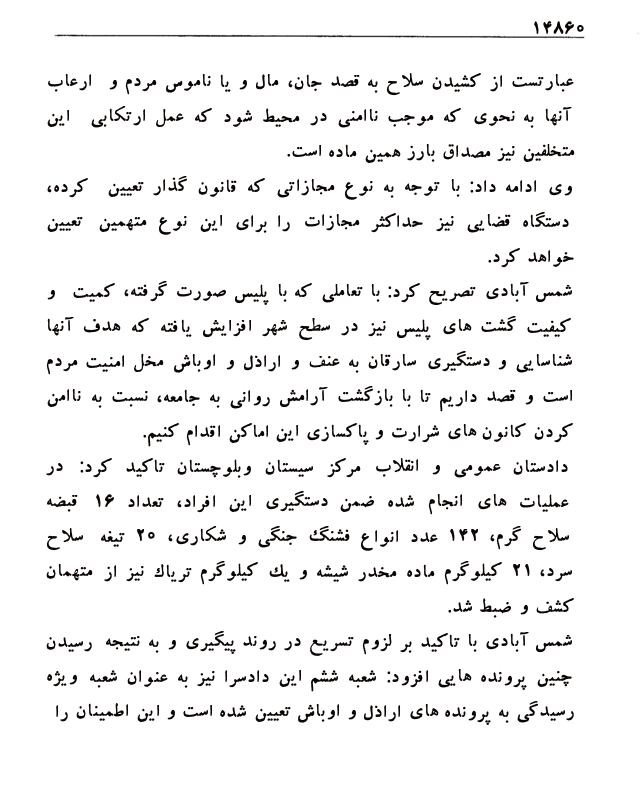 ۱۴۸۶۰
عبارتست از کشیدن سلاح به قصد جان، مال و یا ناموس مردم و ارعاب
آنها به نحوی که موجب ناامنی در محیط شود که عمل ارتکابی این
متخلفین نیز مصداق بارز همین ماده است.
وی ادامه داد: با توجه به نوع مجازاتی که قانون گذار تعیین کرده،
دستگاه قضایی نیز حداکثر مجازات را برای این نوع متهمین تعیین
خواهد کرد.
شمس آبادی تصریح کرد: با تعاملی که با پلیس صورت گرفته، کمیت و
کیفیت گشت های پلیس نیز در سطح شهر افزایش یافته که هدف آنها
شناسایی و دستگیری سارقان به عنف و اراذل و اوباش مخل امنیت مردم
است و قصد داریم تا با بازگشت آرامش روانی به جامعه، نسبت به ناامن
کردن کانون های شرارت و پاکسازی این اماکن اقدام کنیم.
دادستان عمومی و انقلاب مرکز سیستان وبلوچستان تاکید کرد: در
عملیات های انجام شده ضمن دستگیری این افراد، تعداد ۱۶ قبضه
سلاح گرم، ۱۴۲ عدد انواع فشنگ جنگی و شکاری، ۲۵ تیغه سلاح
سرد، ۲۱ کیلوگرم ماده مخدر شیشه و یك کیلوگرم تریاك نیز از متهمان
کشف و ضبط شد.
شمس آبادی با تاکید بر لزوم تسریع در روند پیگیری و به نتیجه رسیدن
چنین پرونده هایی افزود: شعبه ششم این دادسرا نیز به عنوان شعبه ویژه
رسیدگی به پرونده های اراذل و اوباش تعیین شده است و این اطمینان را